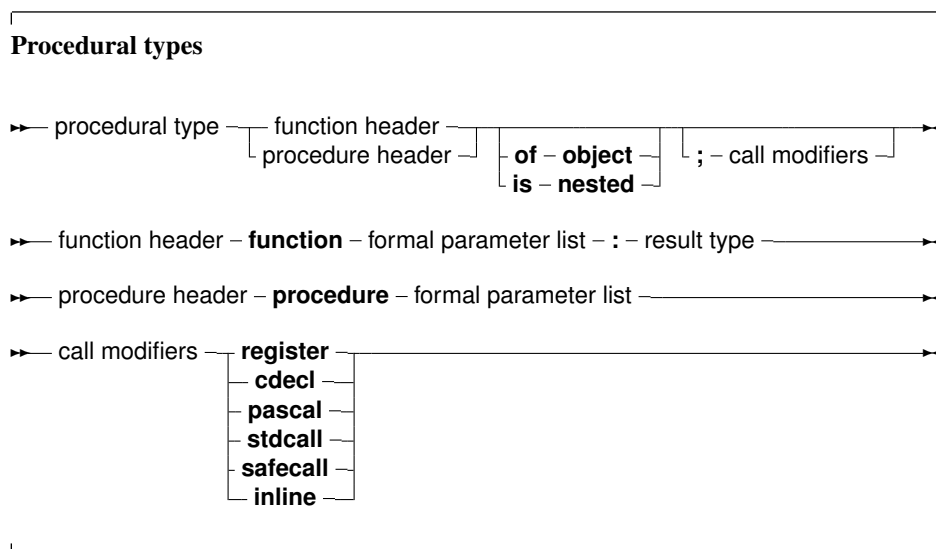 Procedural types
procedural type function header
procedure header of object ; call modifiers
is nested
function header function formal parameter list : result type
procedure header procedure formal parameter list
call modifiers register
cdecl
pascal
stdcall
safecall
inline